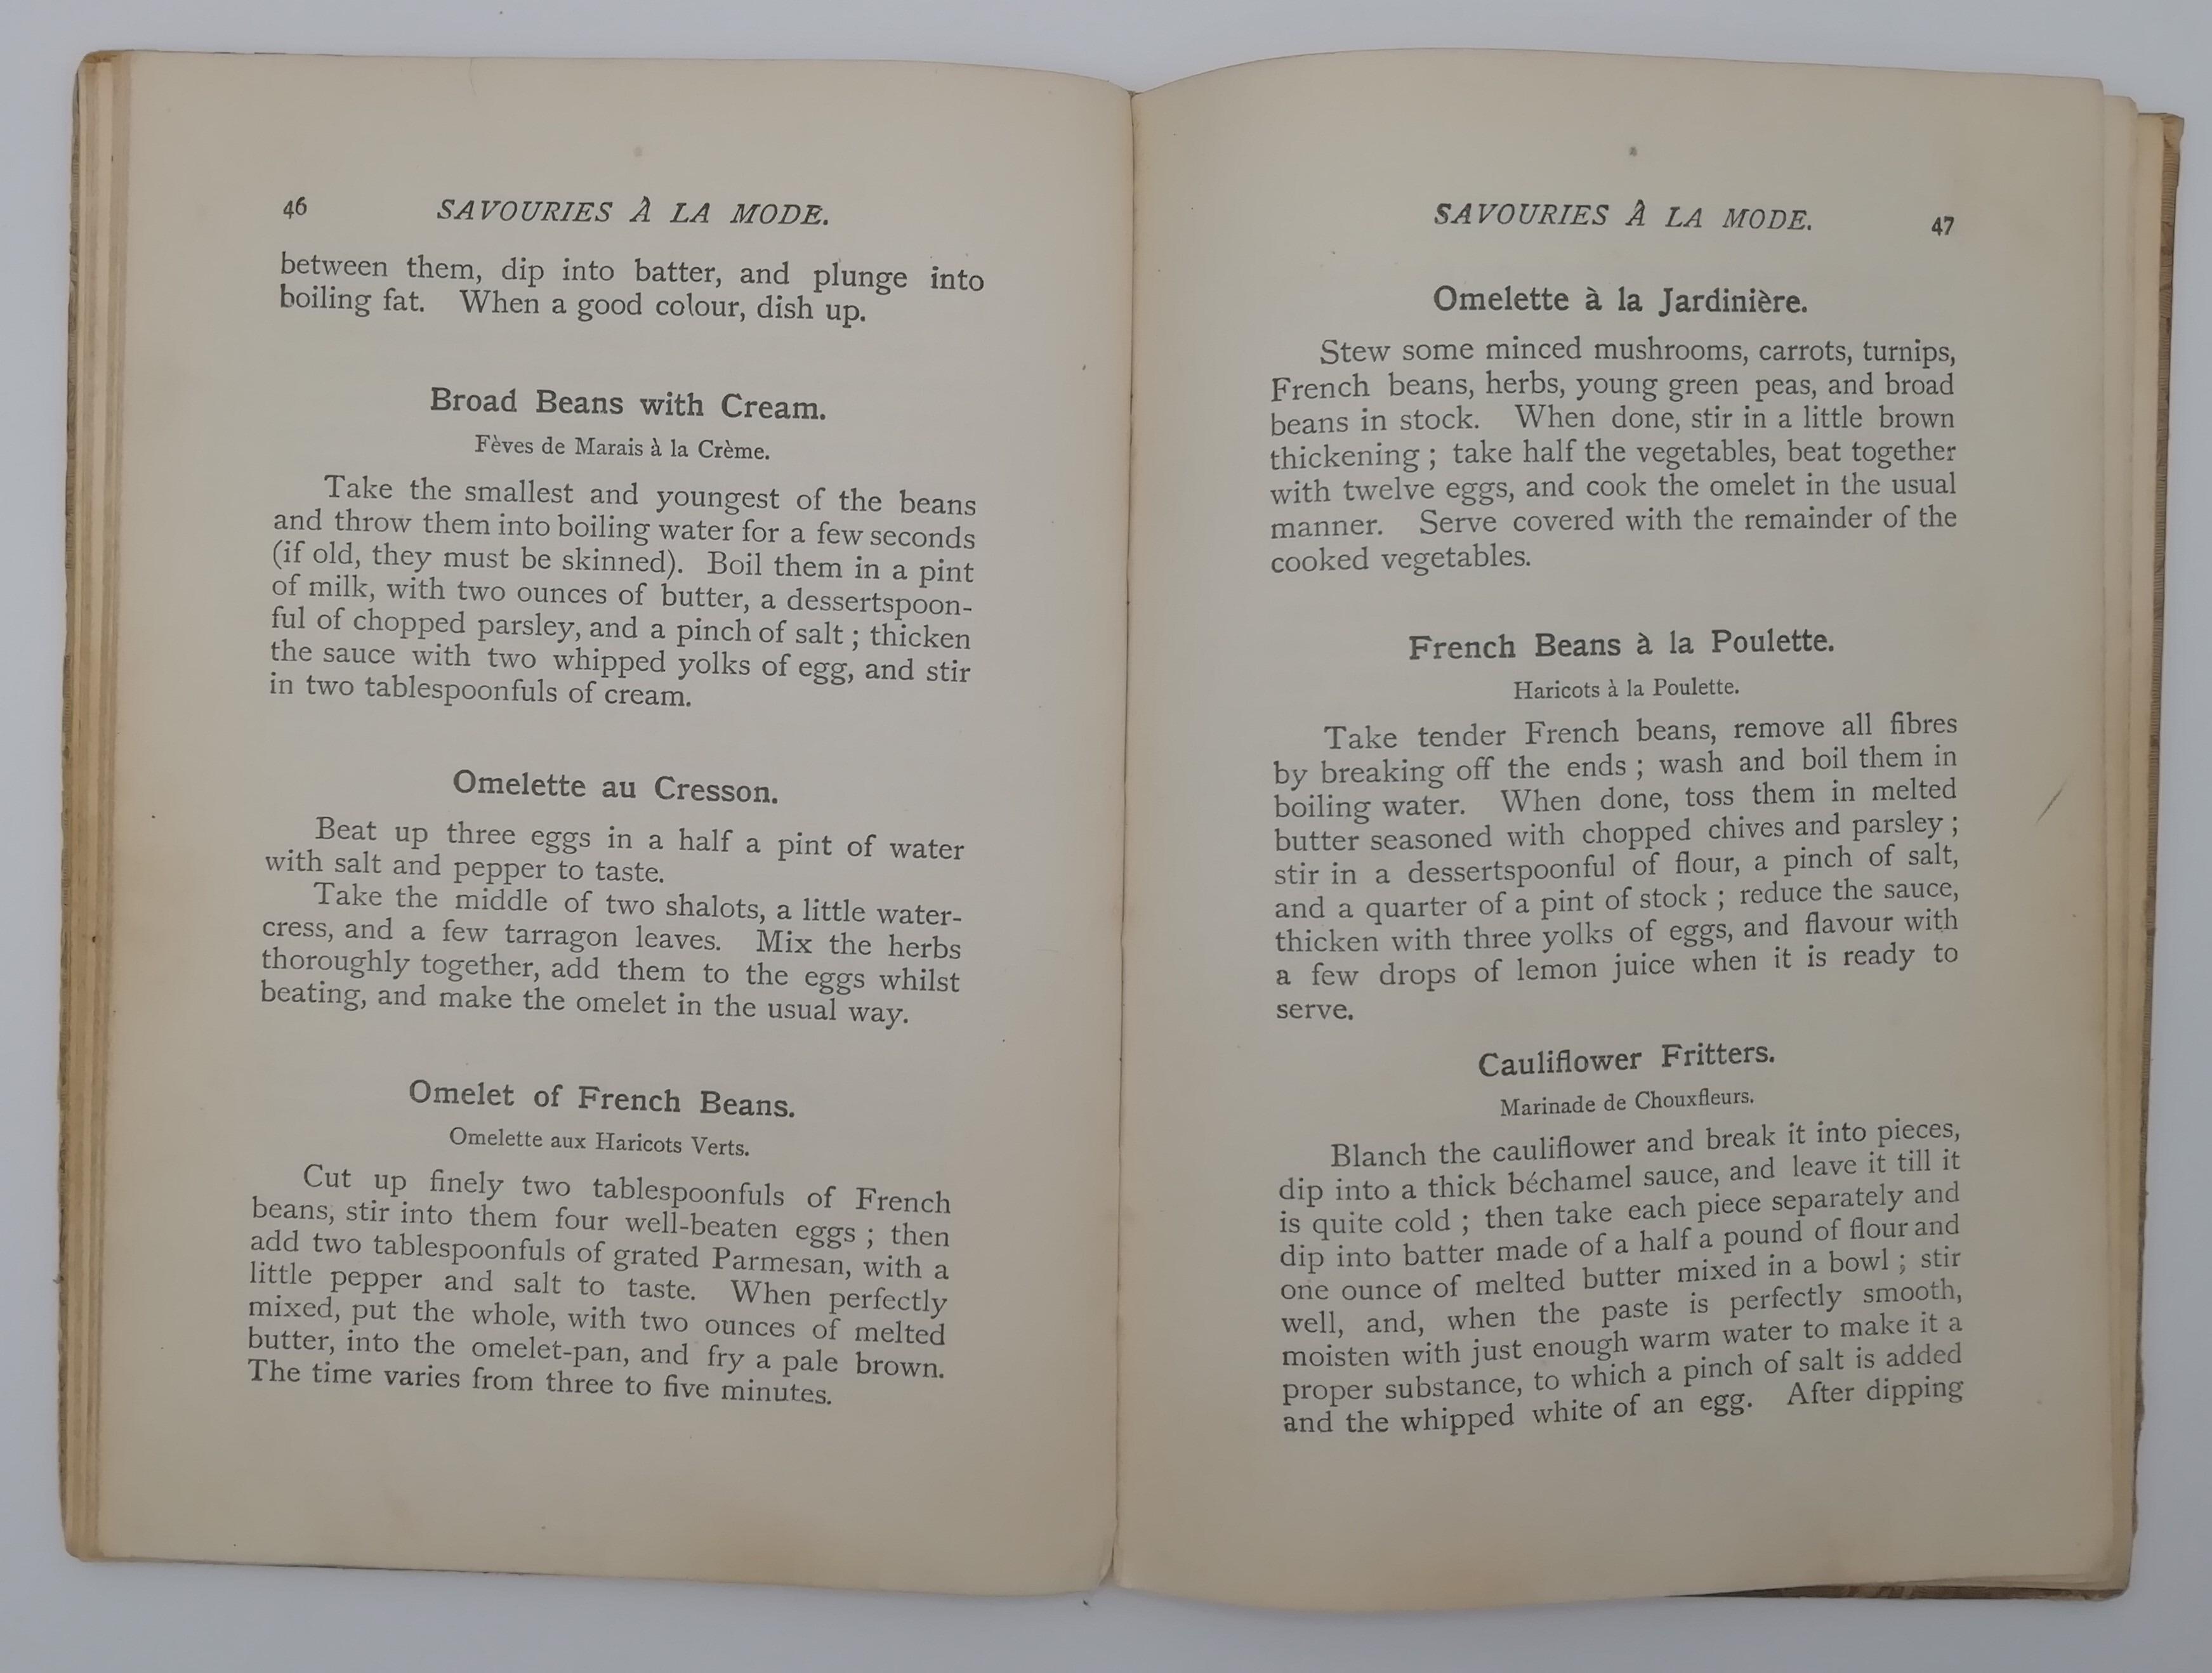 46
SAVOURIES À LA MODE.
between them, dip into batter, and plunge into
boiling fat. When a good colour, dish up.
Broad Beans with Cream.
Fèves de Marais à la Crème.
Take the smallest and youngest of the beans
and throw them into boiling water for a few seconds
(if old, they must be skinned). Boil them in a pint
of milk, with two ounces of butter, a dessertspoon-
ful of chopped parsley, and a pinch of salt ; thicken
the sauce with two whipped yolks of egg, and stir
in two tablespoonfuls of cream.
Omelette au Cresson.
Beat up three eggs in a half a pint of water
with salt and pepper to taste.
Take the middle of two shalots, a little water-
cress, and a few tarragon leaves. Mix the herbs
thoroughly together, add them to the eggs whilst
beating, and make the omelet in the usual way.
Omelet of French Beans.
Omelette aux Haricots Verts.
Cut up finely two tablespoonfuls of French
beans, stir into them four well-beaten eggs ; then
add two tablespoonfuls of grated Parmesan, with a
little pepper and salt to taste. When perfectly
mixed, put the whole, with two ounces of melted
butter, into the omelet-pan, and fry a pale brown.
The time varies from three to five minutes.
SAVOURIES À LA MODE.
47
Omelette à la Jardinière.
Stew some minced mushrooms, carrots, turnips,
French beans, herbs, young green peas, and broad
beans in stock. When done, stir in a little brown
thickening ; take half the vegetables, beat together
with twelve eggs, and cook the omelet in the usual
manner. Serve covered with the remainder of the
cooked vegetables.
French Beans à la Poulette.
Haricots à la Poulette.
Take tender French beans, remove all fibres
by breaking off the ends ; wash and boil them in
boiling water. When done, toss them in melted
butter seasoned with chopped chives and parsley ;
stir in a dessertspoonful of flour, a pinch of salt,
and a quarter of a pint of stock ; reduce the sauce,
thicken with three yolks of eggs, and flavour with
a few drops of lemon juice when it is ready to
serve.
Cauliflower Fritters.
Marinade de Chouxfleurs.
Blanch the cauliflower and break it into pieces,
dip into a thick béchamel sauce, and leave it till it
is quite cold ; then take each piece separately and
dip into batter made of a half a pound of flour and
one ounce of melted butter mixed in a bowl ; stir
well, and, when the paste is perfectly smooth,
moisten with just enough warm water to make it a
proper substance, to which a pinch of salt is added
and the whipped white of an egg. After dipping